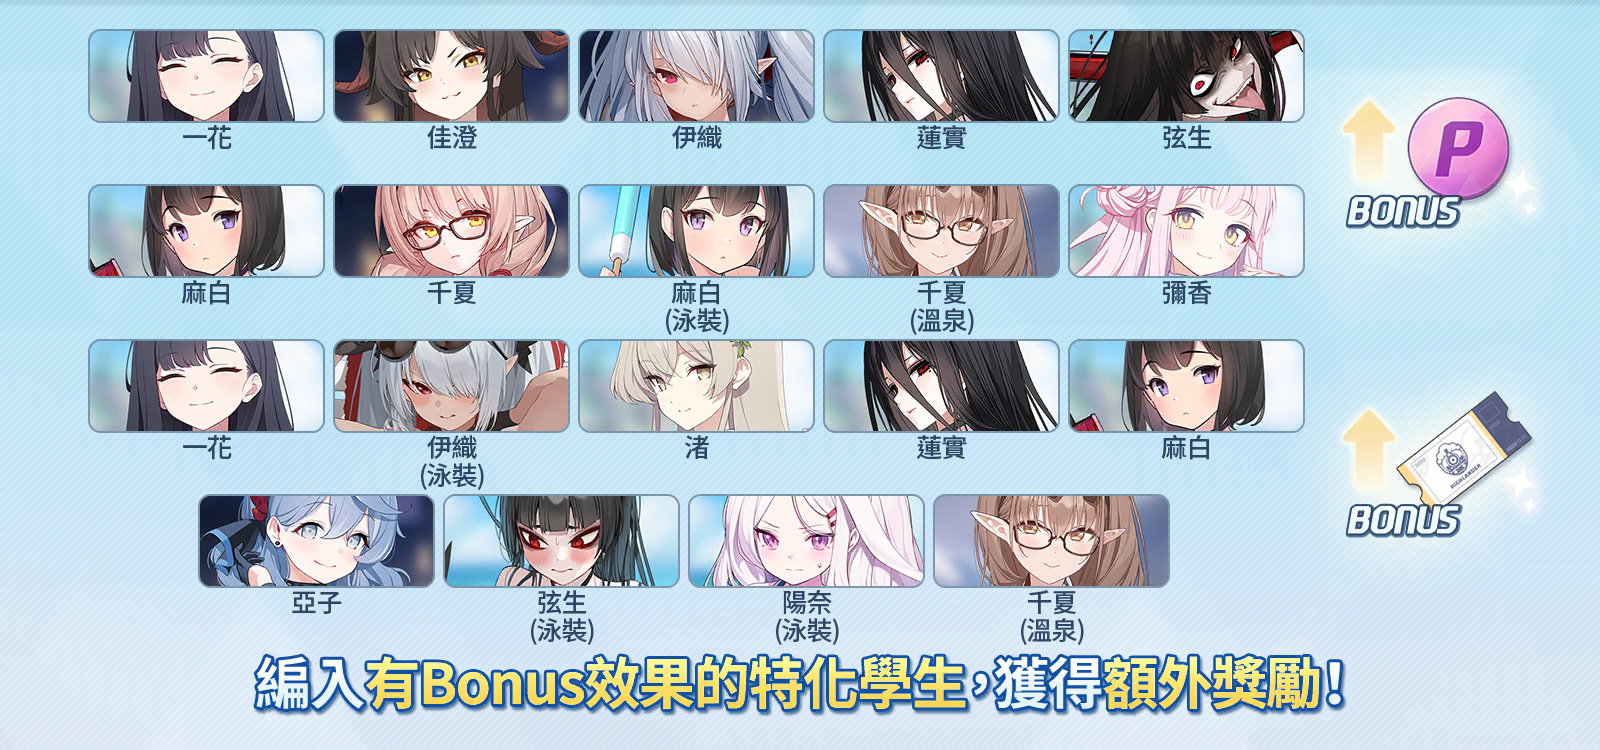 一花
佳澄
伊織
蓮實
弦生
P
BONUS
麻白
千夏
麻白
(泳裝)
千夏
(溫泉)
彌香
一花
伊織
(泳裝)
渚
蓮實
麻白
HIGHLANDER
BONUS
亞子
弦生
(泳裝)
陽奈
(泳裝)
千夏
(溫泉)
編入有Bonus效果的特化學生,獲得額外獎勵!